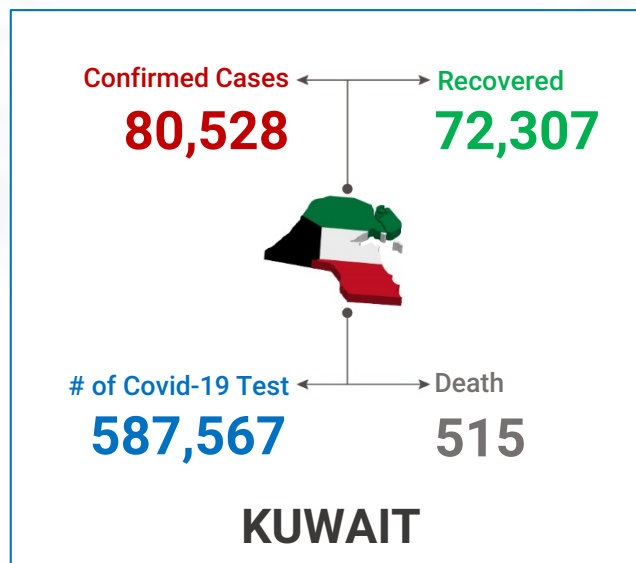 Confirmed Cases
80,528
Recovered
72,307
# of Covid-19 Test
587,567
Death
515
KUWAIT